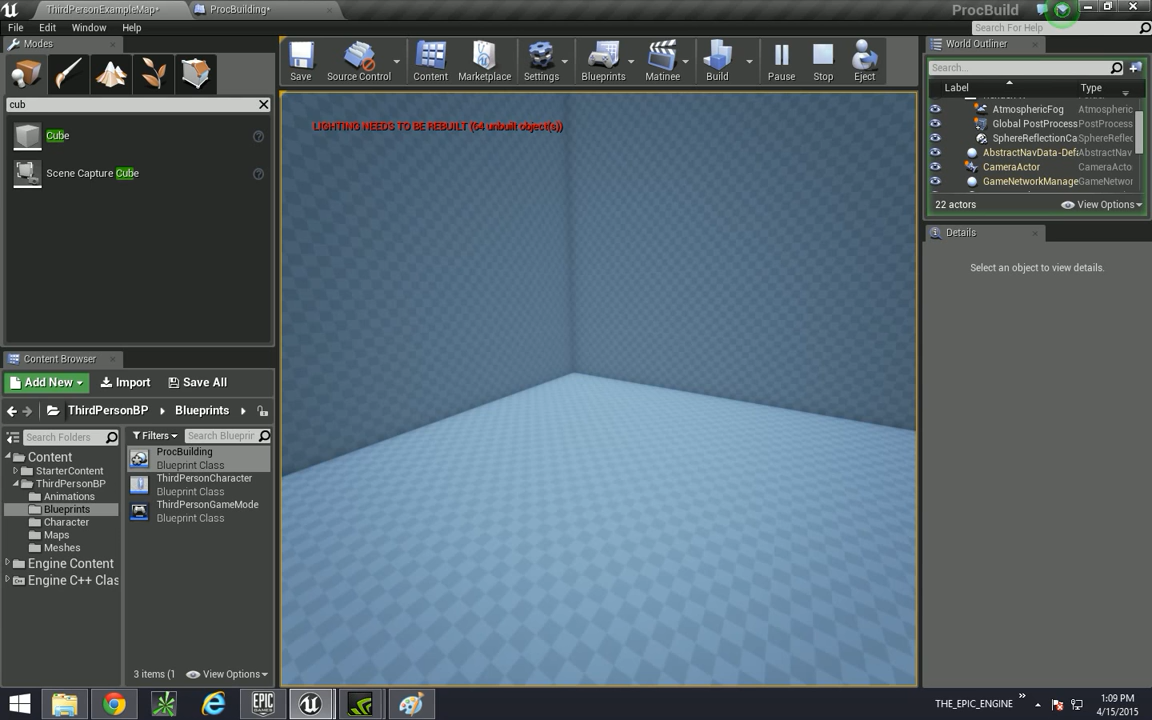 ThirdPersonExampleMap*
ProcBuilding*
ProcBuild
File Edit Window Help
Search For Help
Modes
World Outliner
Save
Source Control
Content
Marketplace
Settings
Blueprints
Matinee
Build
Pause
Stop
Eject
cub
Cube
Scene Capture Cube
LIGHTING NEEDS TO BE REBUILT (64 unbuilt object(s))
Search...
Label Type
AtmosphericFog Atmospheric
Global PostProcess PostProcess
SphereReflectionCa SphereReflec
AbstractNavData-Defa AbstractNav
CameraActor CameraActo
GameNetworkManage GameNetwor
22 actors View Options
Details
Select an object to view details.
Content Browser
Add New Import Save All
ThirdPersonBP Blueprints
Search Folders
Filters Search Blueprir
Content
StarterContent
ThirdPersonBP
Animations
Blueprints
Character
Maps
Meshes
Engine Content
Engine C++ Clas
ProcBuilding
Blueprint Class
ThirdPersonCharacter
Blueprint Class
ThirdPersonGameMode
Blueprint Class
3 items (1 View Options
EPIC
GAMES
THE_EPIC_ENGINE
1:09 PM
4/15/2015